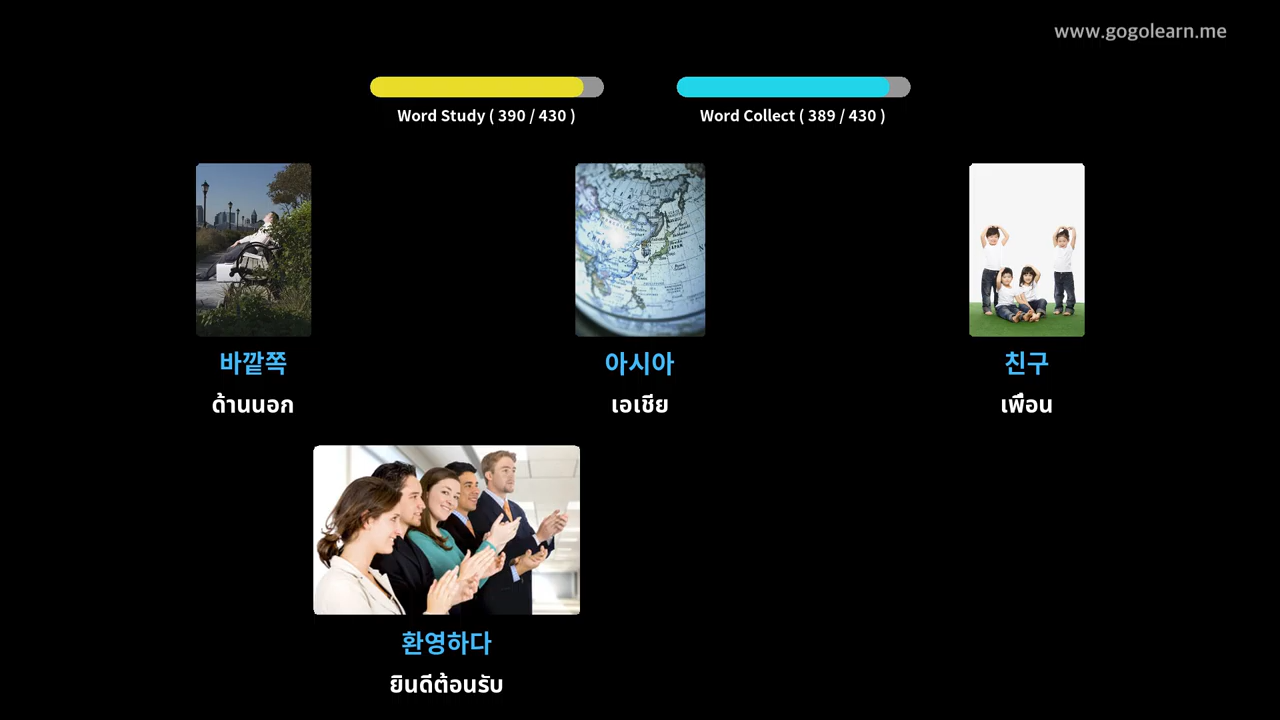 www.gogolearn.me
Word Study ( 390 / 430 )
Word Collect ( 389 / 430 )
바깥쪽
ด้านนอก
아시아
เอเชีย
친구
เพื่อน
환영하다
ยินดีต้อนรับ